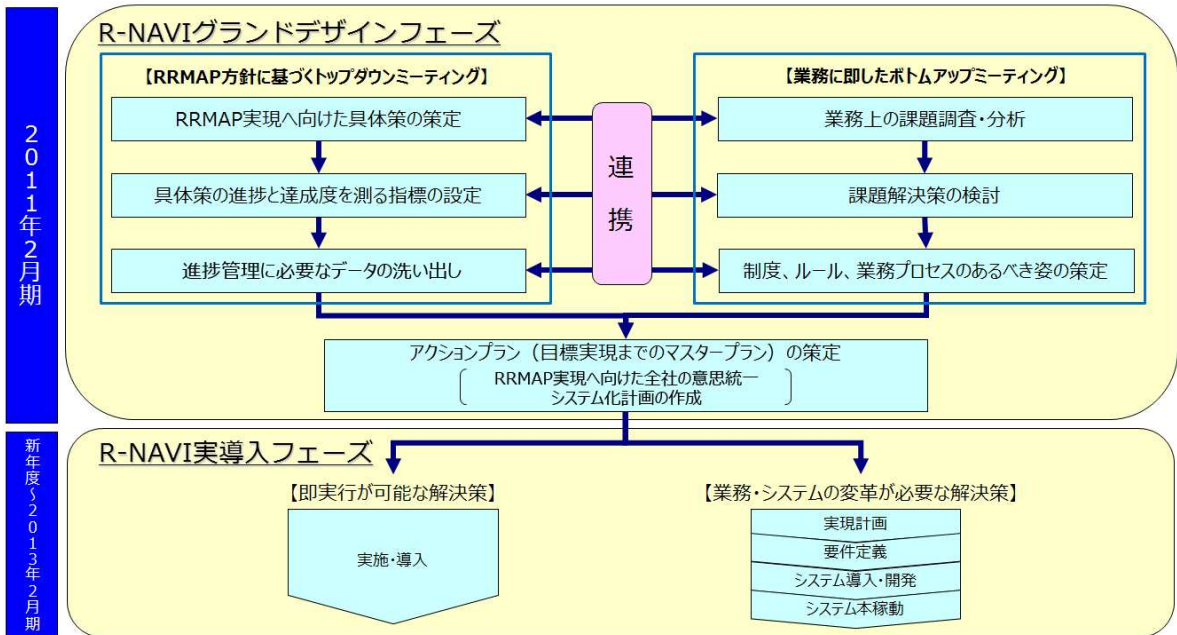 2011年2月期
R-NAVIグランドデザインフェーズ
【RRMAP方針に基づくトップダウンミーティング】
RRMAP実現へ向けた具体策の策定
具体策の進捗と達成度を測る指標の設定
進捗管理に必要なデータの洗い出し
連携
【業務に即したボトムアップミーティング】
業務上の課題調査・分析
課題解決策の検討
制度、ルール、業務プロセスのあるべき姿の策定
アクションプラン（目標実現までのマスタープラン）の策定
RRMAP実現へ向けた全社の意思統一
システム化計画の作成
新年度～2013年2月期
R-NAVI実導入フェーズ
【即実行が可能な解決策】
実施・導入
【業務・システムの変革が必要な解決策】
実現計画
要件定義
システム導入・開発
システム本稼動